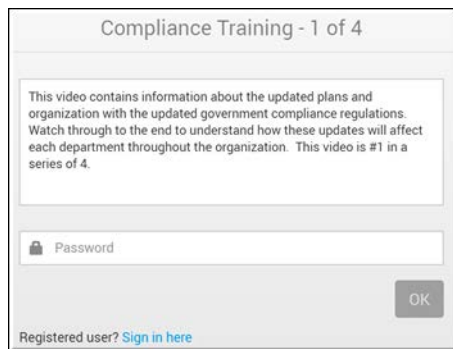 Compliance Training - 1 of 4
This video contains information about the updated plans and
organization with the updated government compliance regulations.
Watch through to the end to understand how these updates will affect
each department throughout the organization.  This video is #1 in a
series of 4.
Password
OK
Registered user? Sign in here